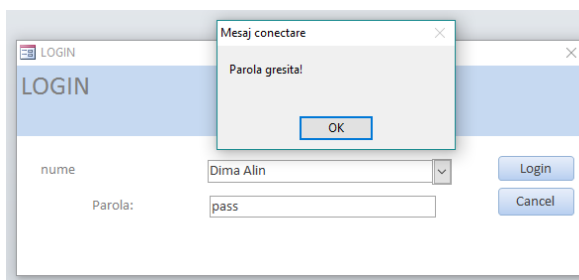 Mesaj conectare
Parola gresita!
OK
LOGIN
LOGIN
nume
Dima Alin
Login
Parola:
pass
Cancel